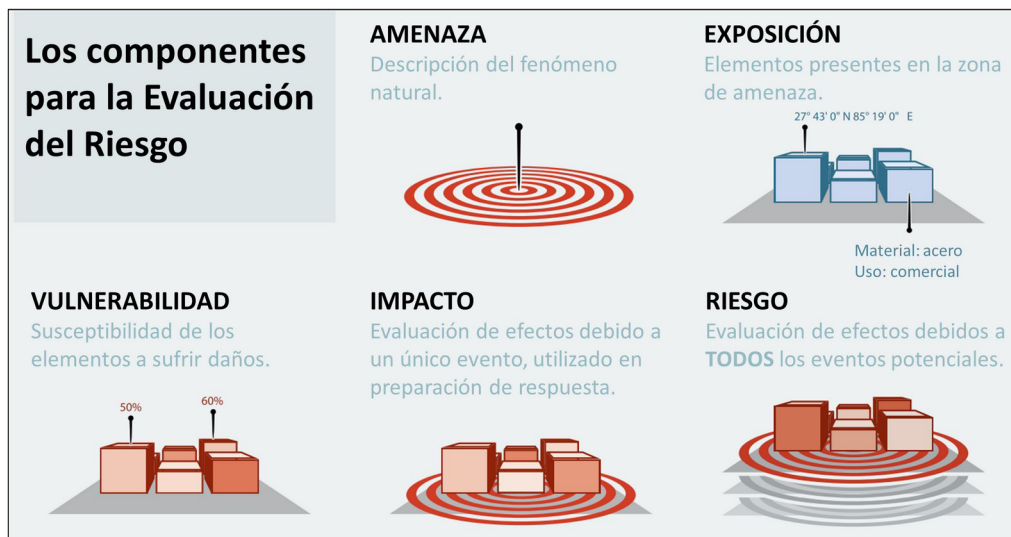 Los componentes
para la Evaluación
del Riesgo
AMENAZA
Descripción del fenómeno
natural.
EXPOSICIÓN
Elementos presentes en la zona
de amenaza.
27° 43' 0" N 85° 19' 0" E
Material: acero
Uso: comercial
VULNERABILIDAD
Susceptibilidad de los
elementos a sufrir daños.
50%
60%
IMPACTO
Evaluación de efectos debido a
un único evento, utilizado en
preparación de respuesta.
RIESGO
Evaluación de efectos debidos a
TODOS los eventos potenciales.